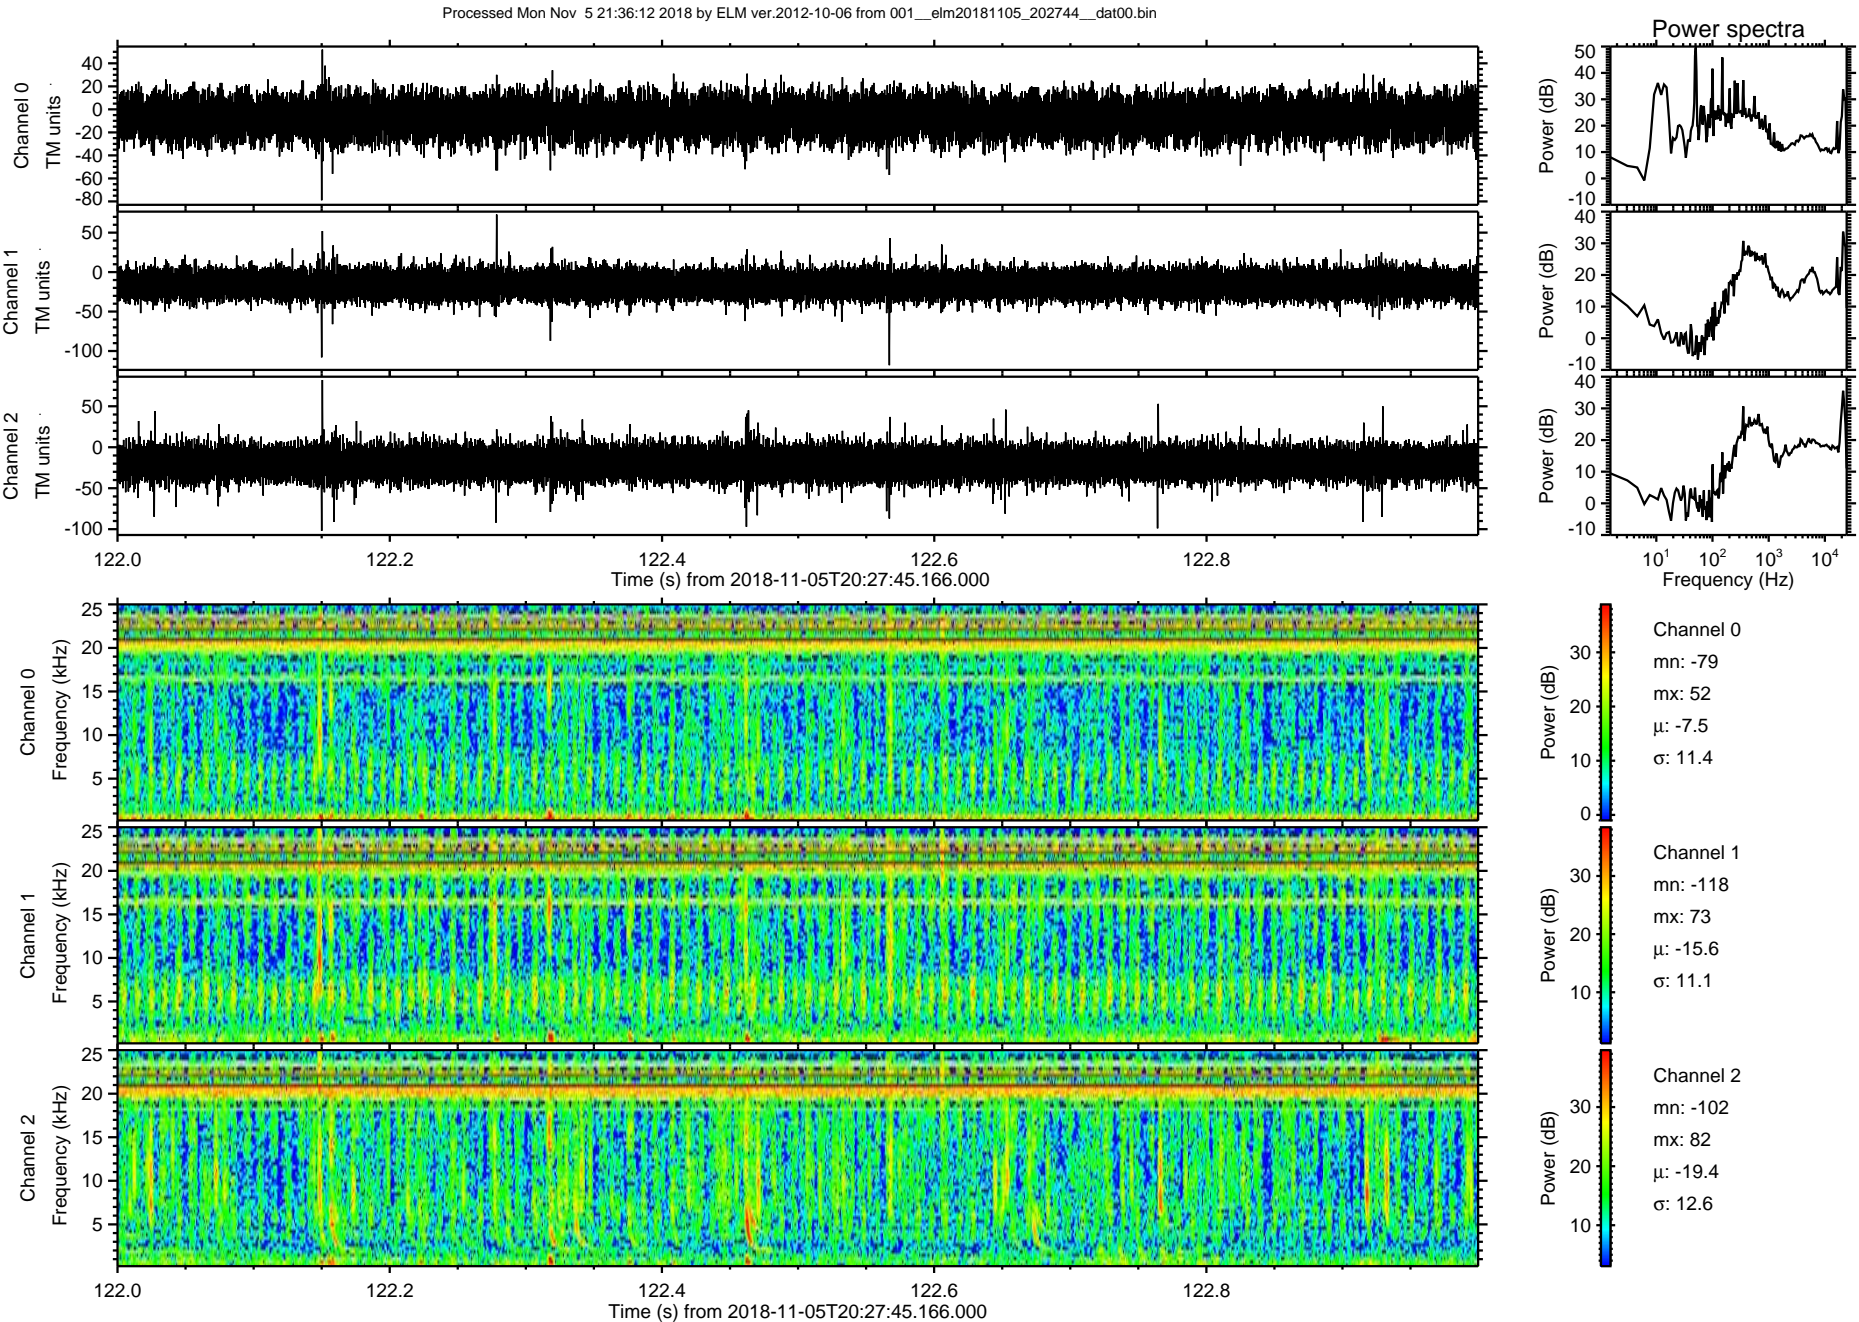 Processed Mon Nov  5 21:36:12 2018 by ELM ver.2012-10-06 from 001__elm20181105_202744__dat00.bin
Power spectra
Channel 0
TM units
40
20
0
-20
-40
-60
-80
Power (dB)
50
40
30
20
10
0
-10
Channel 1
TM units
50
0
-50
-100
Power (dB)
40
30
20
10
0
-10
Channel 2
TM units
50
0
-50
-100
Power (dB)
40
30
20
10
0
-10
122.0 122.2 122.4 122.6 122.8
Time (s) from 2018-11-05T20:27:45.166.000
10^1 10^2 10^3 10^4
Frequency (Hz)
Channel 0
Frequency (kHz)
25
20
15
10
5
Power (dB)
30
20
10
0
Channel 0
mn: -79
mx: 52
μ: -7.5
σ: 11.4
Channel 1
Frequency (kHz)
25
20
15
10
5
Power (dB)
30
20
10
Channel 1
mn: -118
mx: 73
μ: -15.6
σ: 11.1
Channel 2
Frequency (kHz)
25
20
15
10
5
Power (dB)
30
20
10
Channel 2
mn: -102
mx: 82
μ: -19.4
σ: 12.6
122.0 122.2 122.4 122.6 122.8
Time (s) from 2018-11-05T20:27:45.166.000